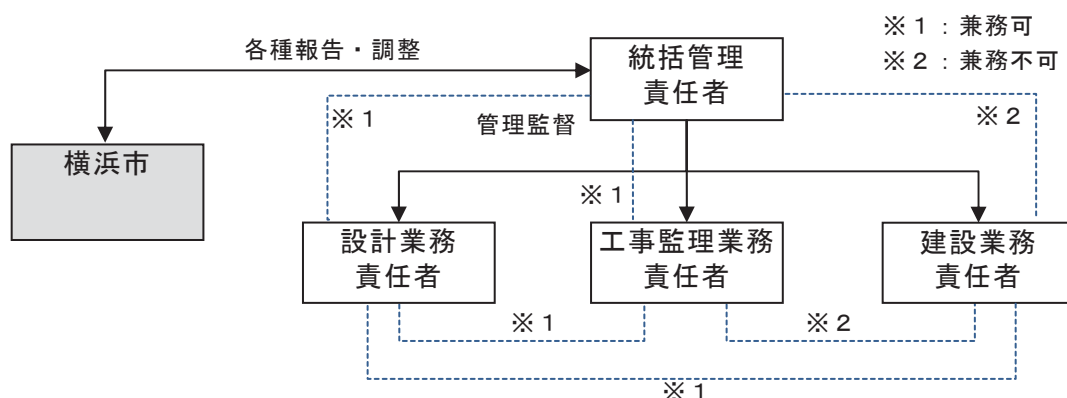 ※１：兼務可
※２：兼務不可
各種報告・調整
統括管理
責任者
※１
管理監督
※２
横浜市
※１
設計業務
責任者
工事監理業務
責任者
建設業務
責任者
※１
※２
※１